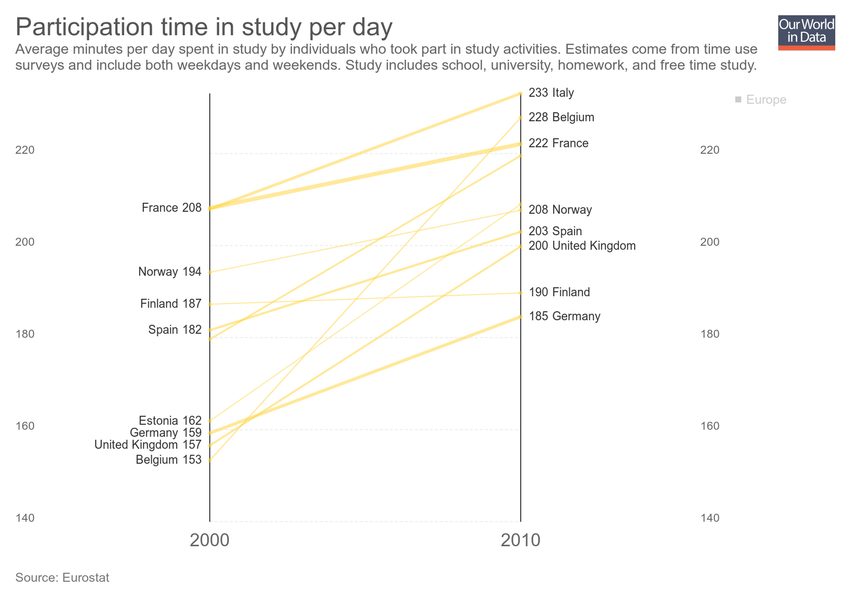 Participation time in study per day
Our World
in Data
Average minutes per day spent in study by individuals who took part in study activities. Estimates come from time use
surveys and include both weekdays and weekends. Study includes school, university, homework, and free time study.
233 Italy
Europe
228 Belgium
220
222 France
220
France 208
208 Norway
203 Spain
200
200 United Kingdom
200
Norway 194
190 Finland
Finland 187
185 Germany
Spain 182
180
180
Estonia 162
160
Germany 159
160
United Kingdom 157
Belgium 153
140
140
2000
2010
Source: Eurostat